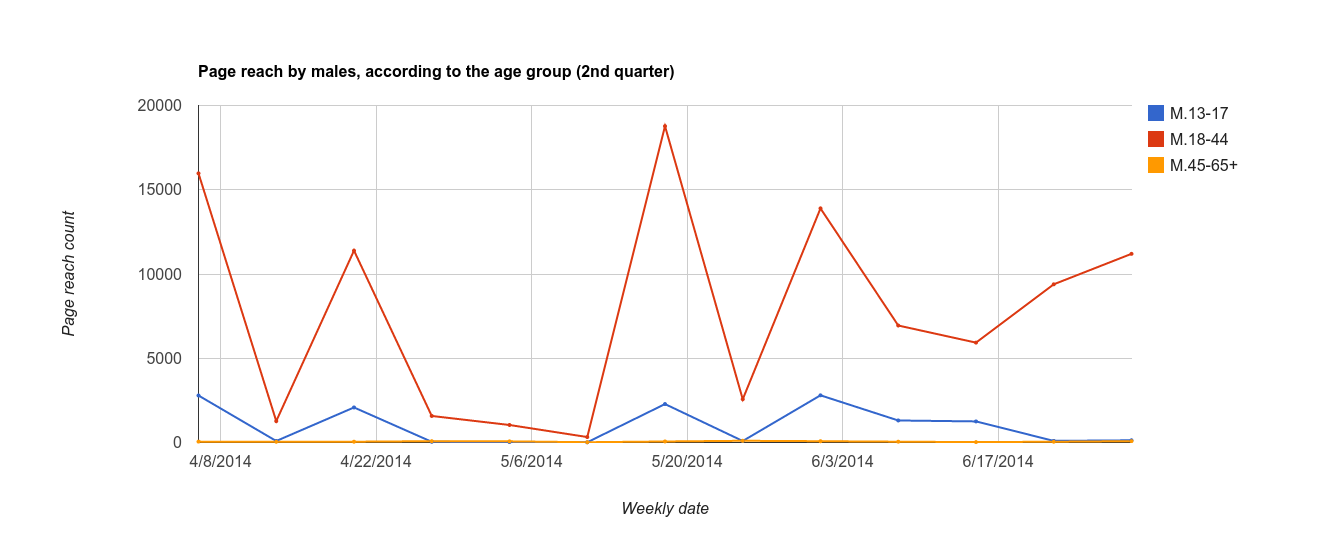 Page reach by males, according to the age group (2nd quarter)
20000
15000
10000
5000
0
Page reach count
4/8/2014
4/22/2014
5/6/2014
5/20/2014
6/3/2014
6/17/2014
Weekly date
M.13-17
M.18-44
M.45-65+